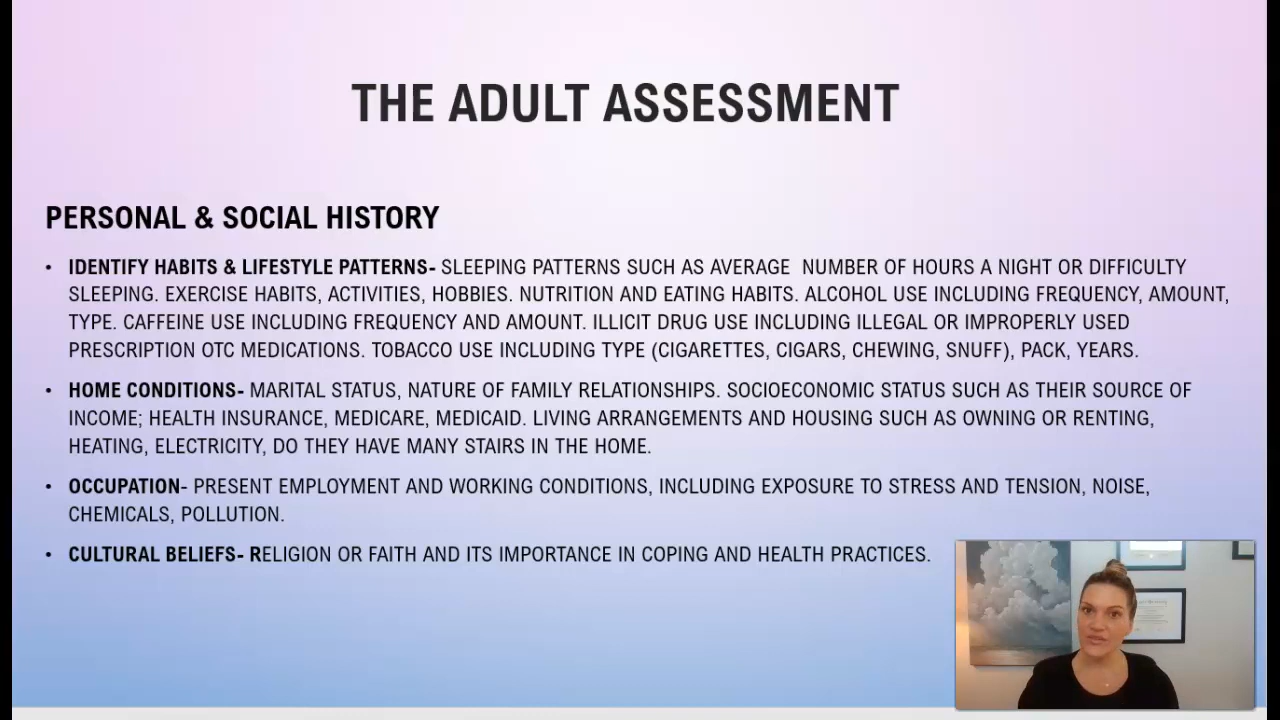 THE ADULT ASSESSMENT
PERSONAL & SOCIAL HISTORY
• IDENTIFY HABITS & LIFESTYLE PATTERNS- SLEEPING PATTERNS SUCH AS AVERAGE  NUMBER OF HOURS A NIGHT OR DIFFICULTY
SLEEPING. EXERCISE HABITS, ACTIVITIES, HOBBIES. NUTRITION AND EATING HABITS. ALCOHOL USE INCLUDING FREQUENCY, AMOUNT,
TYPE. CAFFEINE USE INCLUDING FREQUENCY AND AMOUNT. ILLICIT DRUG USE INCLUDING ILLEGAL OR IMPROPERLY USED
PRESCRIPTION OTC MEDICATIONS. TOBACCO USE INCLUDING TYPE (CIGARETTES, CIGARS, CHEWING, SNUFF), PACK, YEARS.
• HOME CONDITIONS- MARITAL STATUS, NATURE OF FAMILY RELATIONSHIPS. SOCIOECONOMIC STATUS SUCH AS THEIR SOURCE OF
INCOME; HEALTH INSURANCE, MEDICARE, MEDICAID. LIVING ARRANGEMENTS AND HOUSING SUCH AS OWNING OR RENTING,
HEATING, ELECTRICITY, DO THEY HAVE MANY STAIRS IN THE HOME.
• OCCUPATION- PRESENT EMPLOYMENT AND WORKING CONDITIONS, INCLUDING EXPOSURE TO STRESS AND TENSION, NOISE,
CHEMICALS, POLLUTION.
• CULTURAL BELIEFS- RELIGION OR FAITH AND ITS IMPORTANCE IN COPING AND HEALTH PRACTICES.